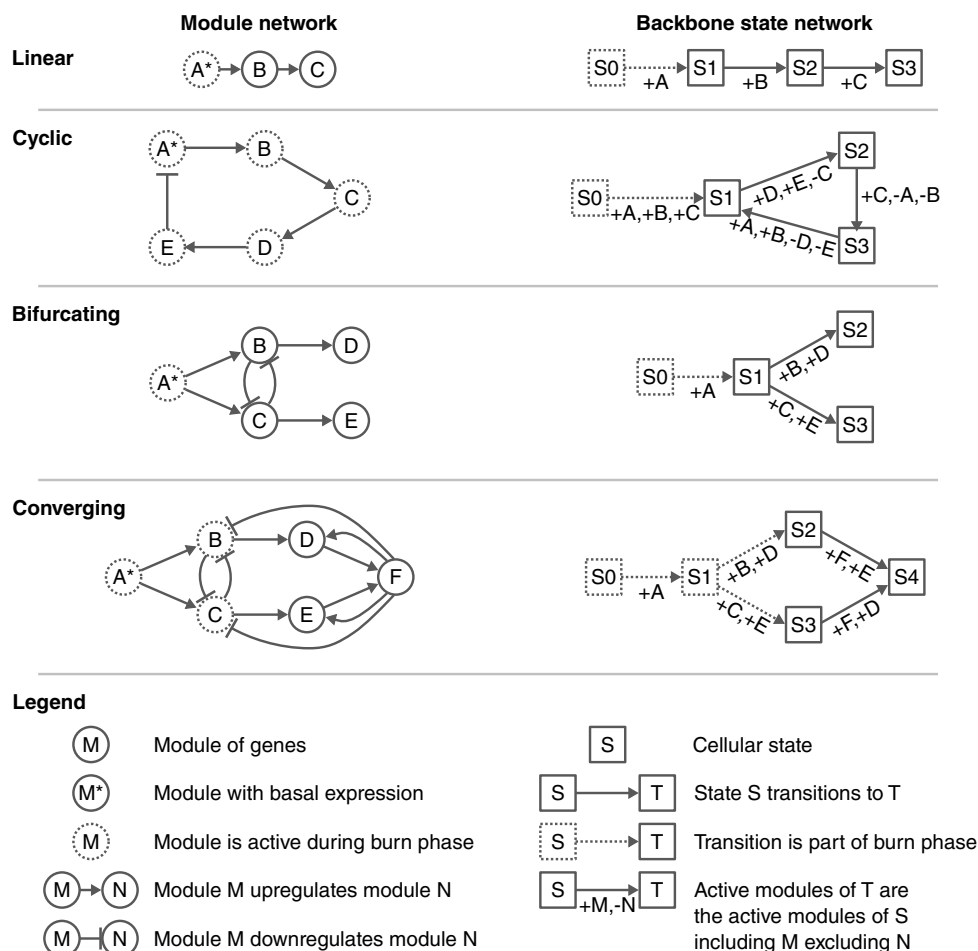 Module network
Backbone state network
Linear
A* B C
S0 S1 S2 S3
+A +B +C
Cyclic
A* B
C
E D
S2
S0 S1
S3
+A,+B,+C
+D,+E,-C
+C,-A,-B
+A,+B,-D,-E
Bifurcating
B D
A*
C E
S2
S0 S1
S3
+A
+B,+D
+C,+E
Converging
B D
A* F
C E
S2
S0 S1 S4
S3
+A
+B,+D
+F,+E
+C,+E
+F,+D
Legend
M Module of genes
M* Module with basal expression
M Module is active during burn phase
M N Module M upregulates module N
M N Module M downregulates module N
S Cellular state
S T State S transitions to T
S T Transition is part of burn phase
S T Active modules of T are
+M,-N the active modules of S
including M excluding N